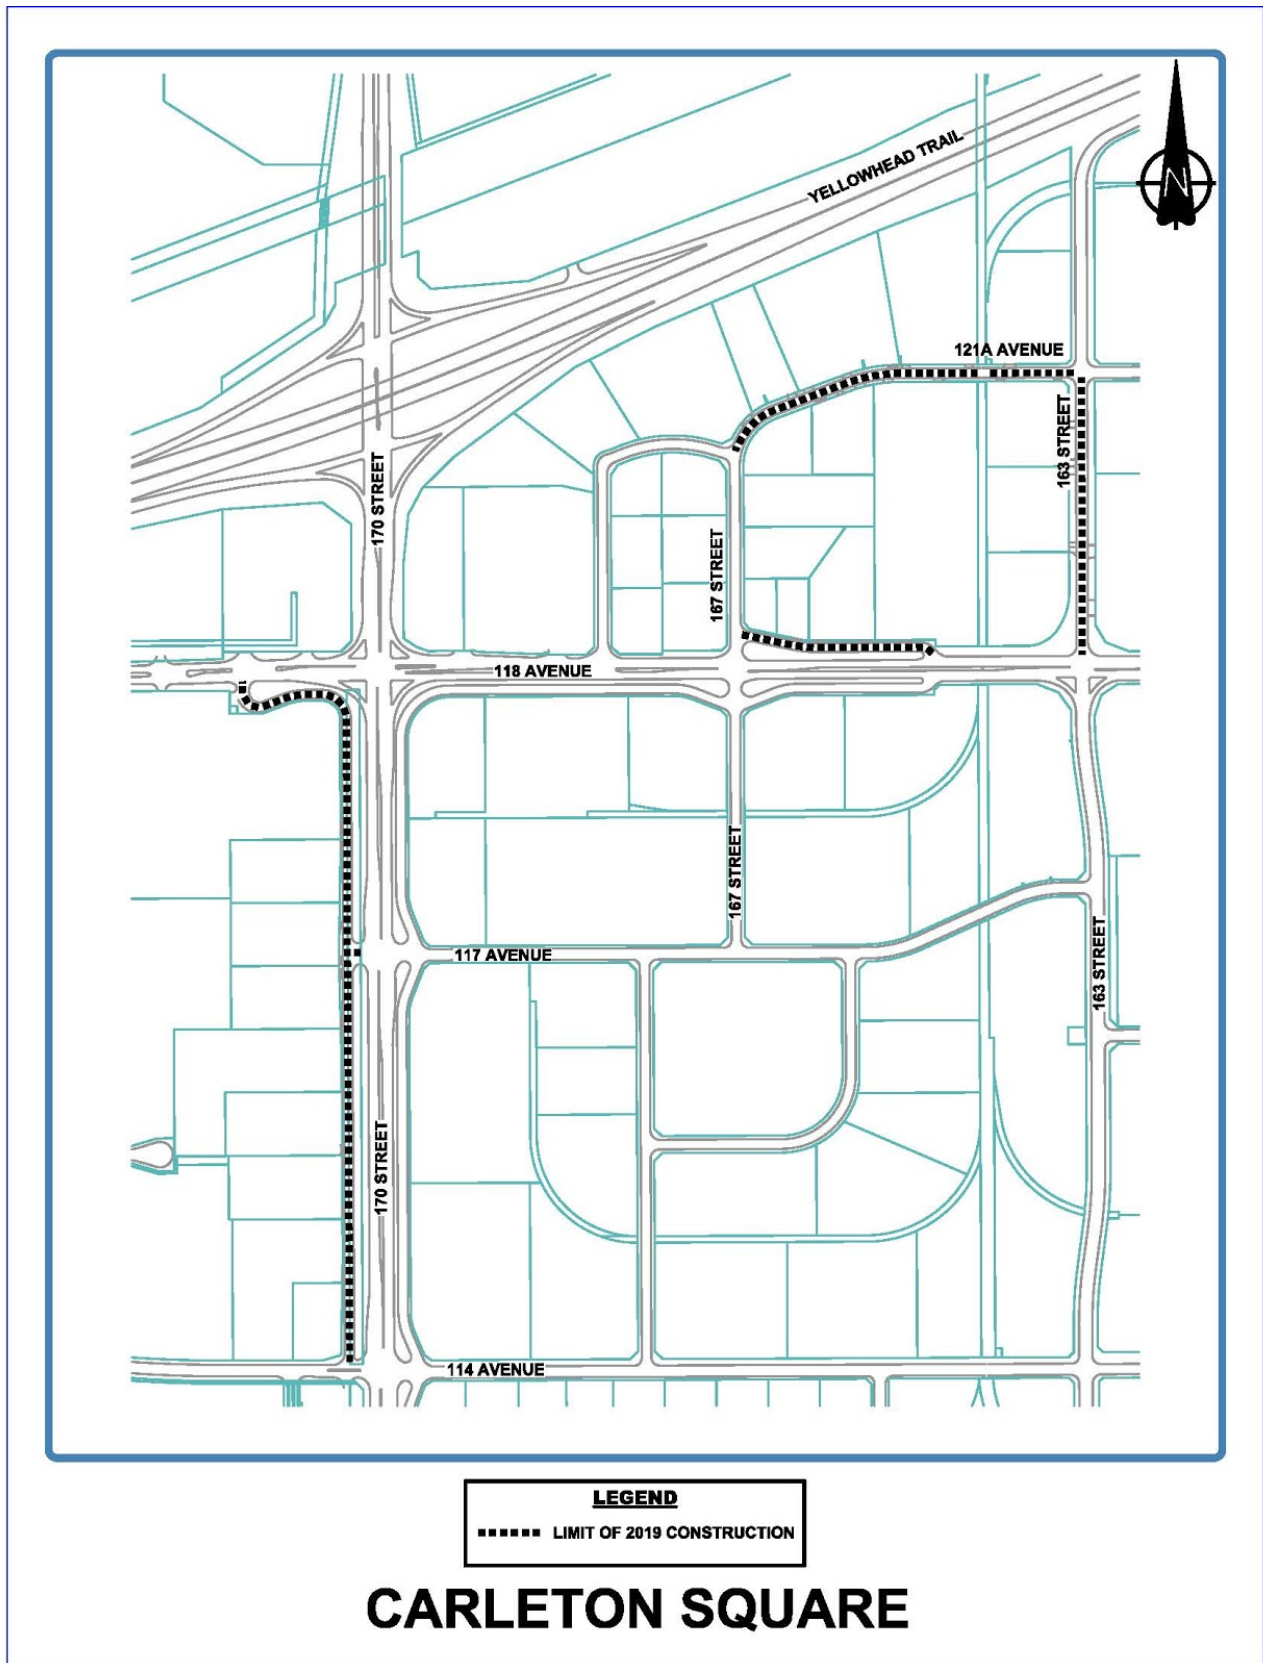 YELLOWHEAD TRAIL
N
121A AVENUE
163 STREET
170 STREET
167 STREET
118 AVENUE
167 STREET
117 AVENUE
163 STREET
170 STREET
114 AVENUE
LEGEND
LIMIT OF 2019 CONSTRUCTION
CARLETON SQUARE